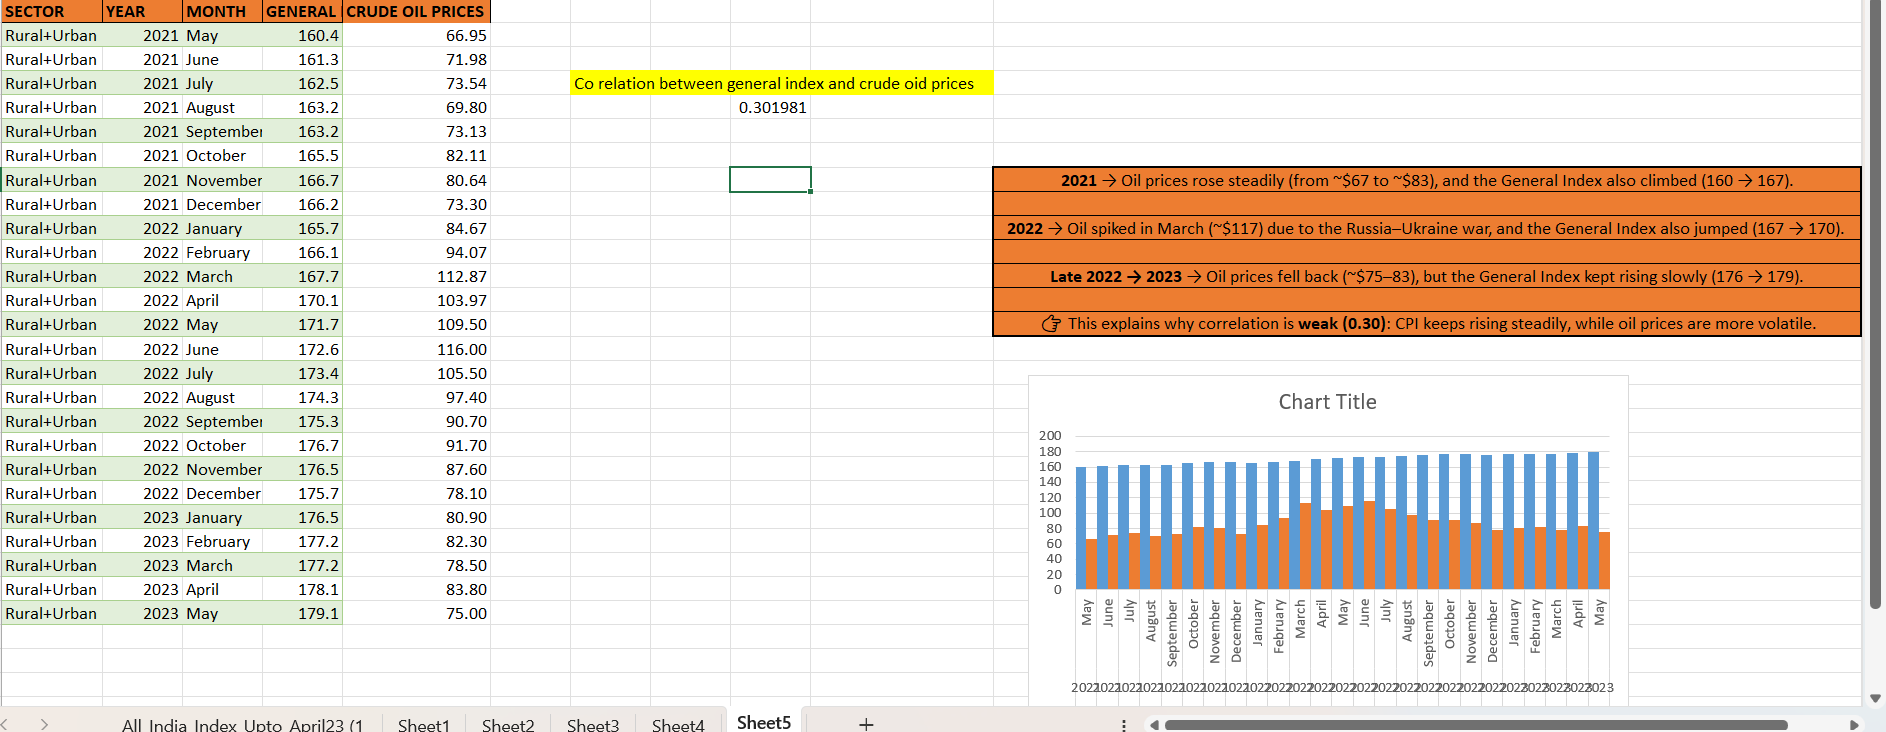 SECTOR YEAR MONTH GENERAL CRUDE OIL PRICES
Rural+Urban 2021 May 160.4 66.95
Rural+Urban 2021 June 161.3 71.98
Rural+Urban 2021 July 162.5 73.54
Co relation between general index and crude oid prices
Rural+Urban 2021 August 163.2 69.80
0.301981
Rural+Urban 2021 September 163.2 73.13
Rural+Urban 2021 October 165.5 82.11
Rural+Urban 2021 November 166.7 80.64
Rural+Urban 2021 December 166.2 73.30
Rural+Urban 2022 January 165.7 84.67
Rural+Urban 2022 February 166.1 94.07
Rural+Urban 2022 March 167.7 112.87
Rural+Urban 2022 April 170.1 103.97
Rural+Urban 2022 May 171.7 109.50
Rural+Urban 2022 June 172.6 116.00
Rural+Urban 2022 July 173.4 105.50
Rural+Urban 2022 August 174.3 97.40
Rural+Urban 2022 September 175.3 90.70
Rural+Urban 2022 October 176.7 91.70
Rural+Urban 2022 November 176.5 87.60
Rural+Urban 2022 December 175.7 78.10
Rural+Urban 2023 January 176.5 80.90
Rural+Urban 2023 February 177.2 82.30
Rural+Urban 2023 March 177.2 78.50
Rural+Urban 2023 April 178.1 83.80
Rural+Urban 2023 May 179.1 75.00
2021 → Oil prices rose steadily (from ~$67 to ~$83), and the General Index also climbed (160 → 167).
2022 → Oil spiked in March (~$117) due to the Russia–Ukraine war, and the General Index also jumped (167 → 170).
Late 2022 → 2023 → Oil prices fell back (~$75–83), but the General Index kept rising slowly (176 → 179).
👉 This explains why correlation is weak (0.30): CPI keeps rising steadily, while oil prices are more volatile.
Chart Title
200
180
160
140
120
100
80
60
40
20
0
May June July August September October November December January February March April May June July August September October November December January February March April May
All India Index Upto April23 (1 Sheet1 Sheet2 Sheet3 Sheet4 Sheet5 +